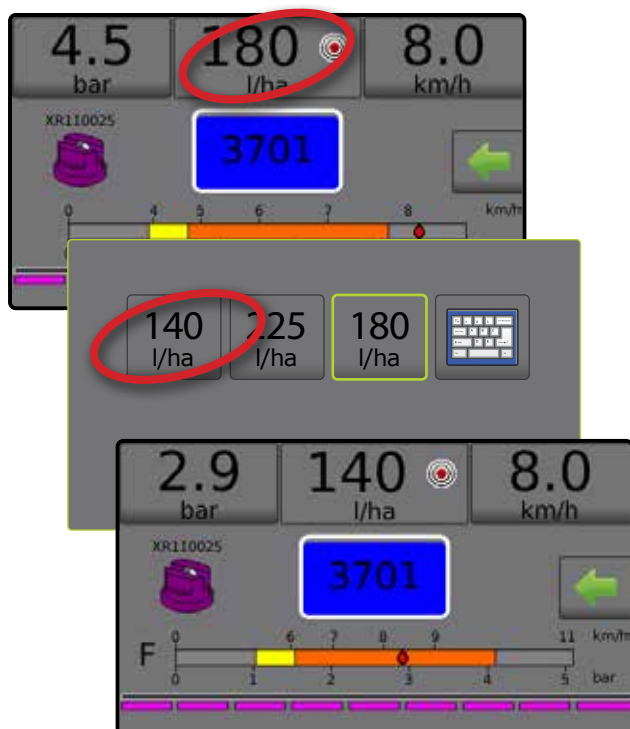 4.5 180 8.0
bar l/ha km/h
XR110025
3701
0 4 5 6 7 8 km/h
140 225 180
l/ha l/ha l/ha
2.9 140 8.0
bar l/ha km/h
XR110025
3701
0 6 7 8 9 11 km/h
F
0 1 2 3 4 5 bar